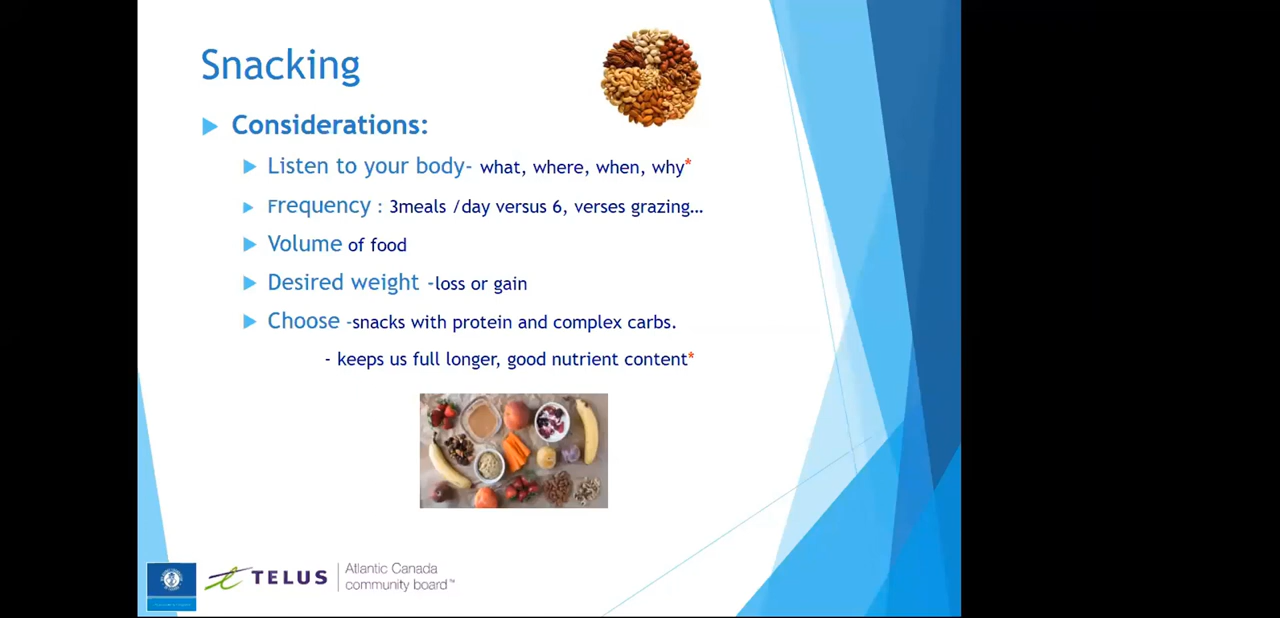 Snacking
Considerations:
Listen to your body- what, where, when, why*
Frequency : 3meals /day versus 6, verses grazing...
Volume of food
Desired weight -loss or gain
Choose -snacks with protein and complex carbs.
- keeps us full longer, good nutrient content*
TELUS
Atlantic Canada
community board™